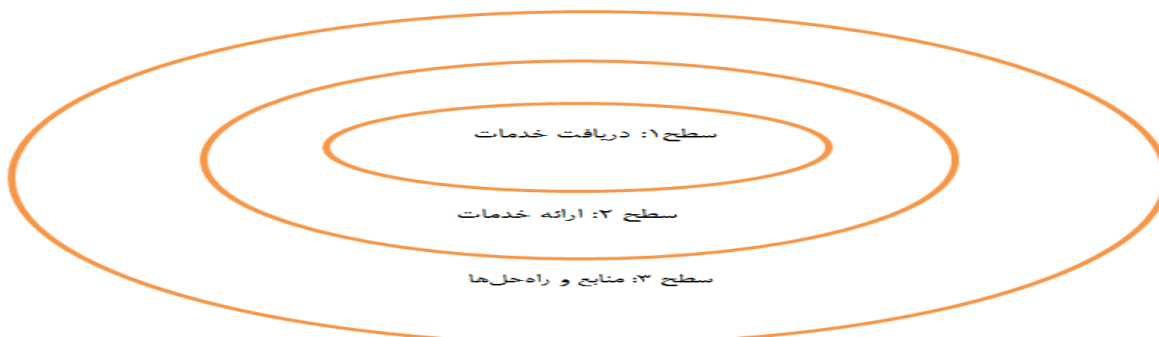 سطح۱: دریافت خدمات
سطح ۲: ارائه خدمات
سطح ۳: منابع و راه‌حل‌ها